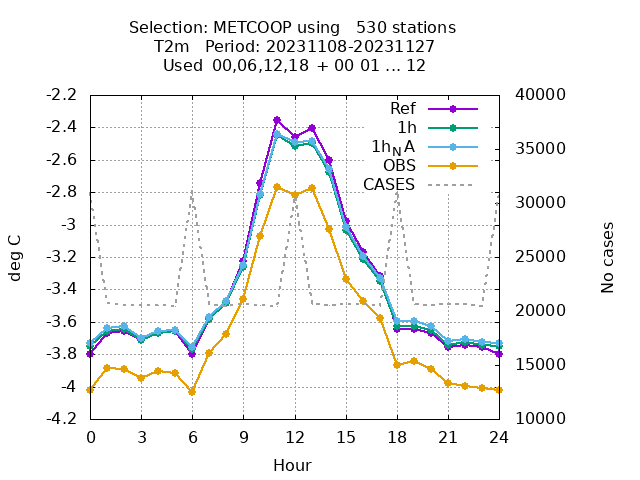 Selection: METCOOP using   530 stations
T2m   Period: 20231108-20231127
Used  00,06,12,18 + 00 01 ... 12
-2.2
-2.4
-2.6
-2.8
-3
-3.2
-3.4
-3.6
-3.8
-4
-4.2
40000
35000
30000
25000
20000
15000
10000
Ref
1h
1h_NA
OBS
CASES
deg C
No cases
0 3 6 9 12 15 18 21 24
Hour